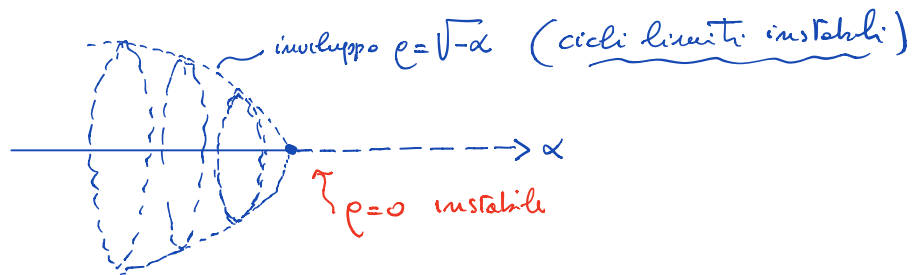 inviluppo ρ=√-α (cicli limiti instabili)
α
ρ=0 instabile